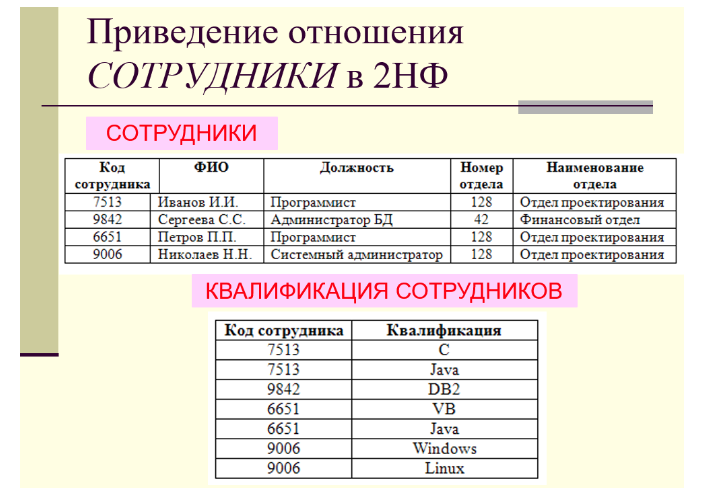 Приведение отношения
СОТРУДНИКИ в 2НФ
СОТРУДНИКИ
Код сотрудника ФИО Должность Номер отдела Наименование отдела
7513 Иванов И.И. Программист 128 Отдел проектирования
9842 Сергеева С.С. Администратор БД 42 Финансовый отдел
6651 Петров П.П. Программист 128 Отдел проектирования
9006 Николаев Н.Н. Системный администратор 128 Отдел проектирования
КВАЛИФИКАЦИЯ СОТРУДНИКОВ
Код сотрудника Квалификация
7513 C
7513 Java
9842 DB2
6651 VB
6651 Java
9006 Windows
9006 Linux